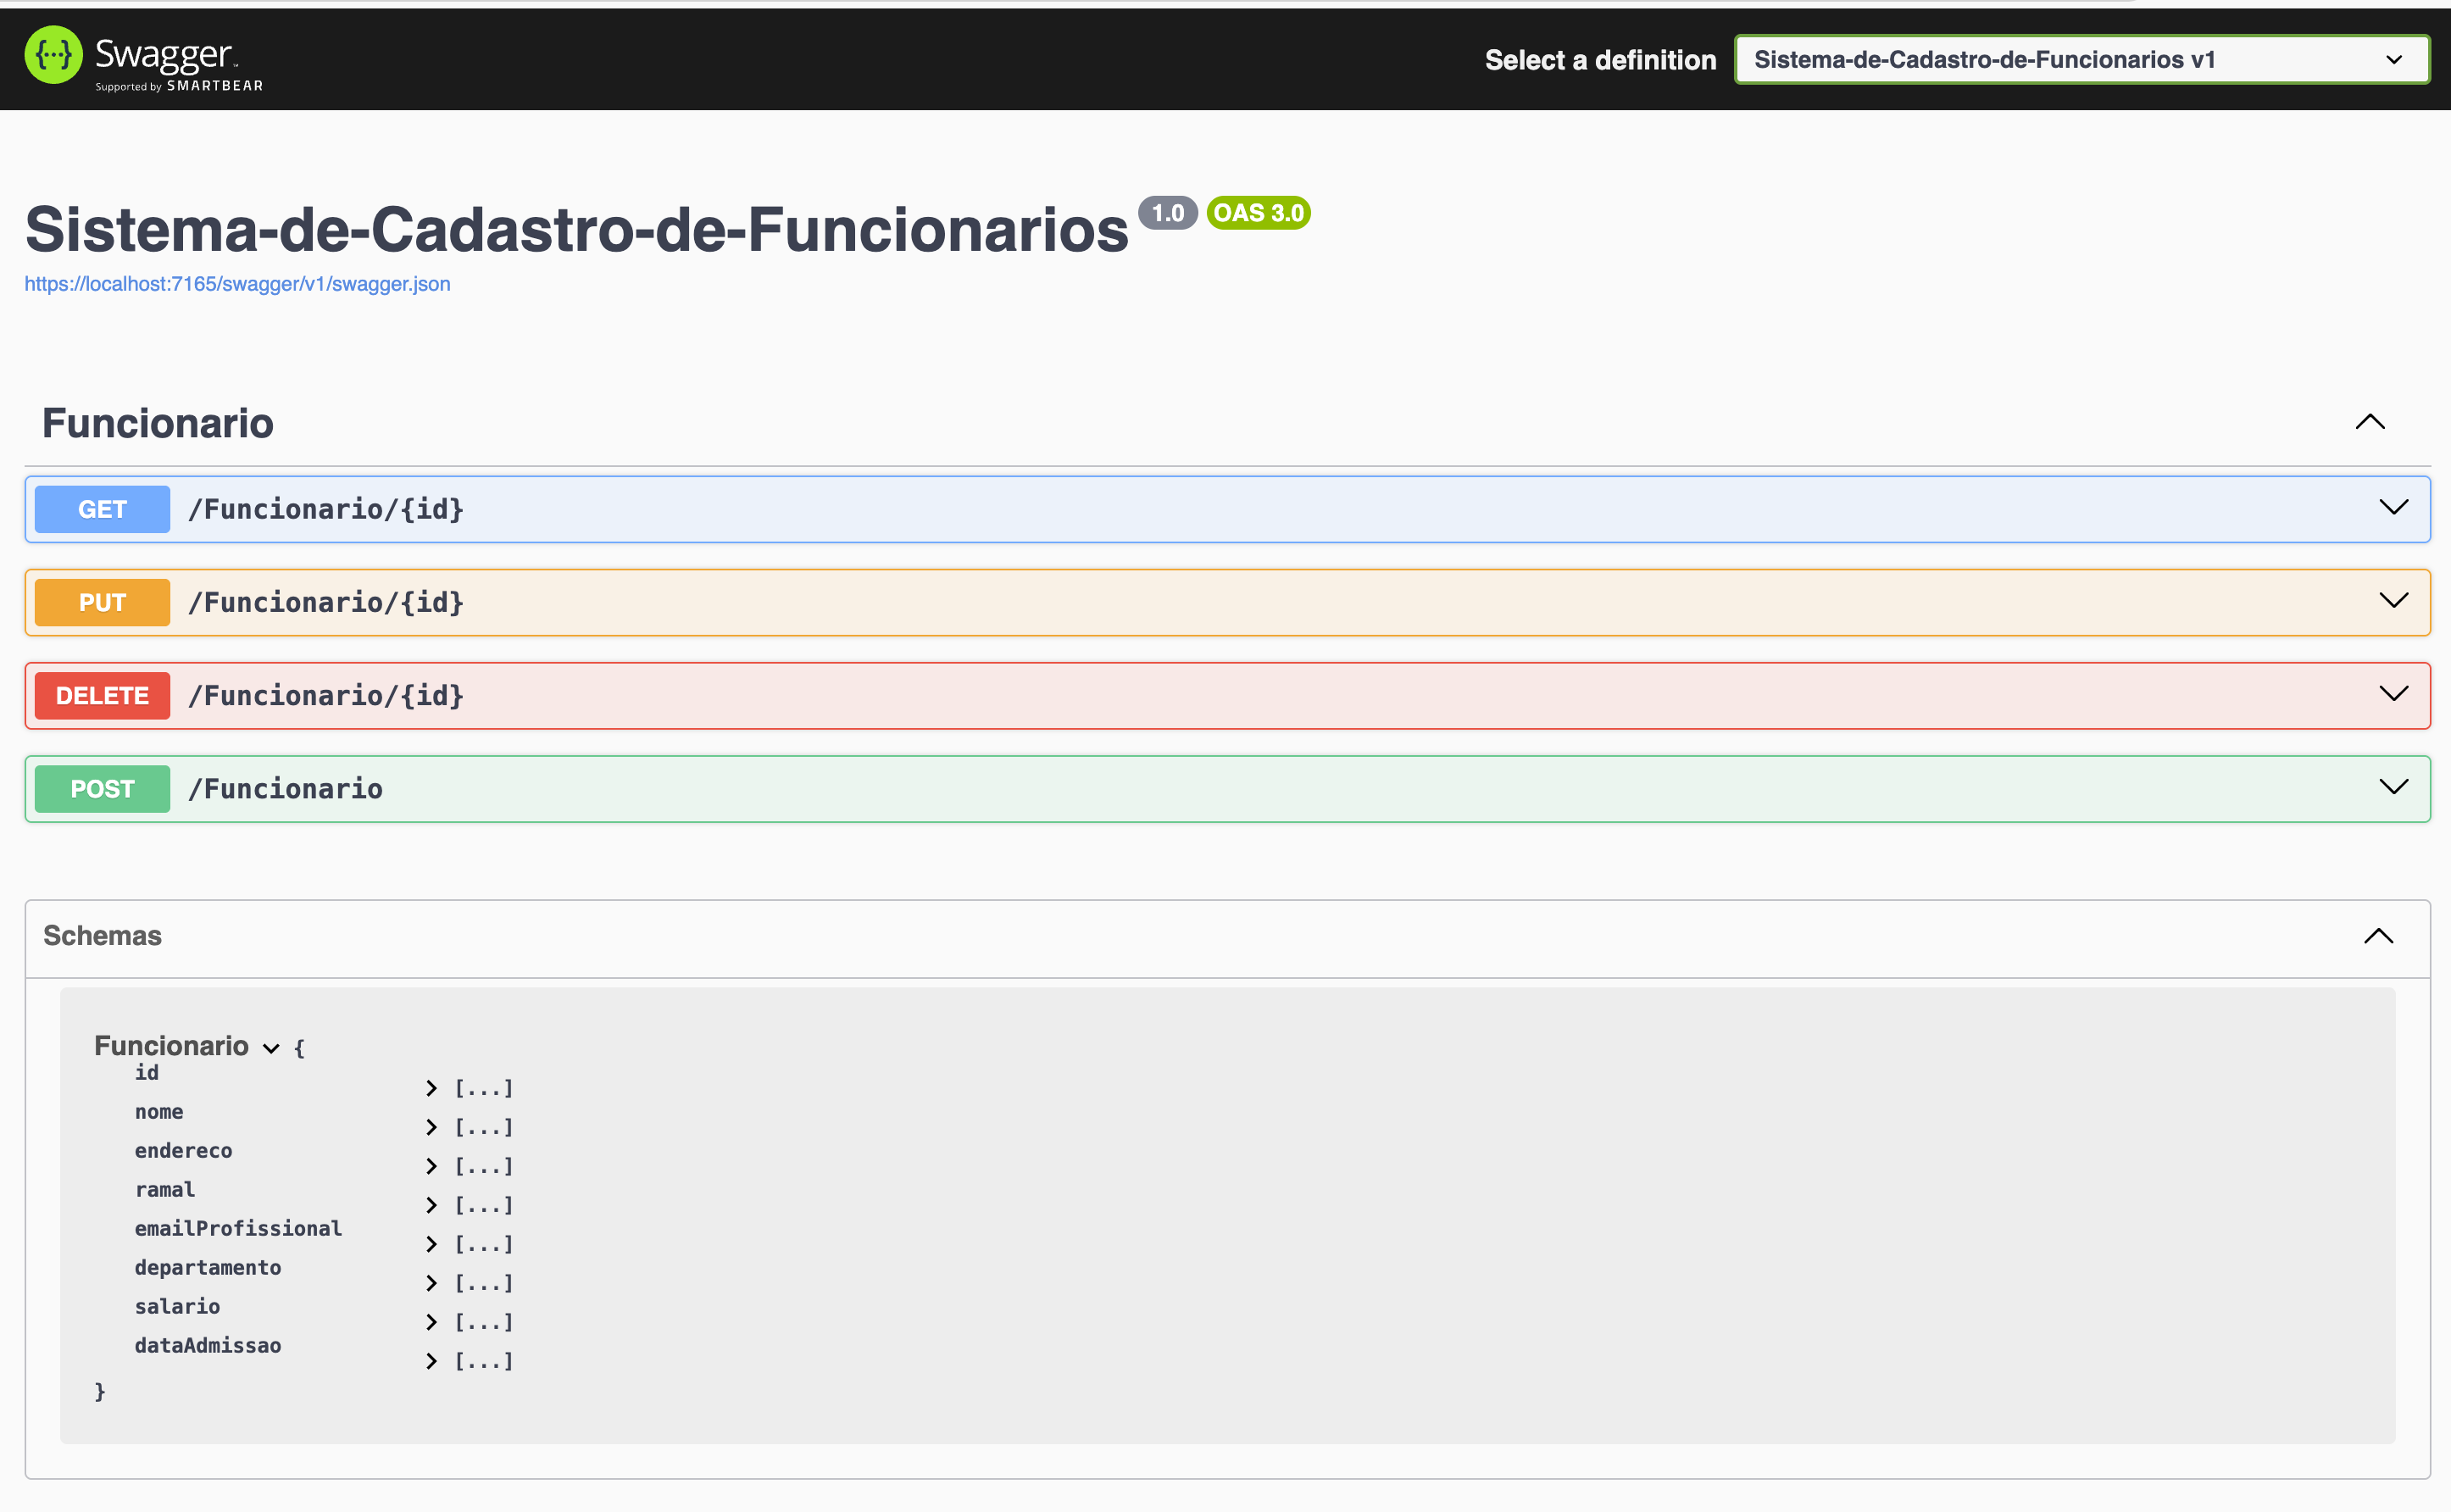 Swagger™
Supported by SMARTBEAR
Select a definition
Sistema-de-Cadastro-de-Funcionarios v1
Sistema-de-Cadastro-de-Funcionarios 1.0 OAS 3.0
https://localhost:7165/swagger/v1/swagger.json
Funcionario
GET /Funcionario/{id}
PUT /Funcionario/{id}
DELETE /Funcionario/{id}
POST /Funcionario
Schemas
Funcionario {
id [...]
nome [...]
endereco [...]
ramal [...]
emailProfissional [...]
departamento [...]
salario [...]
dataAdmissao [...]
}